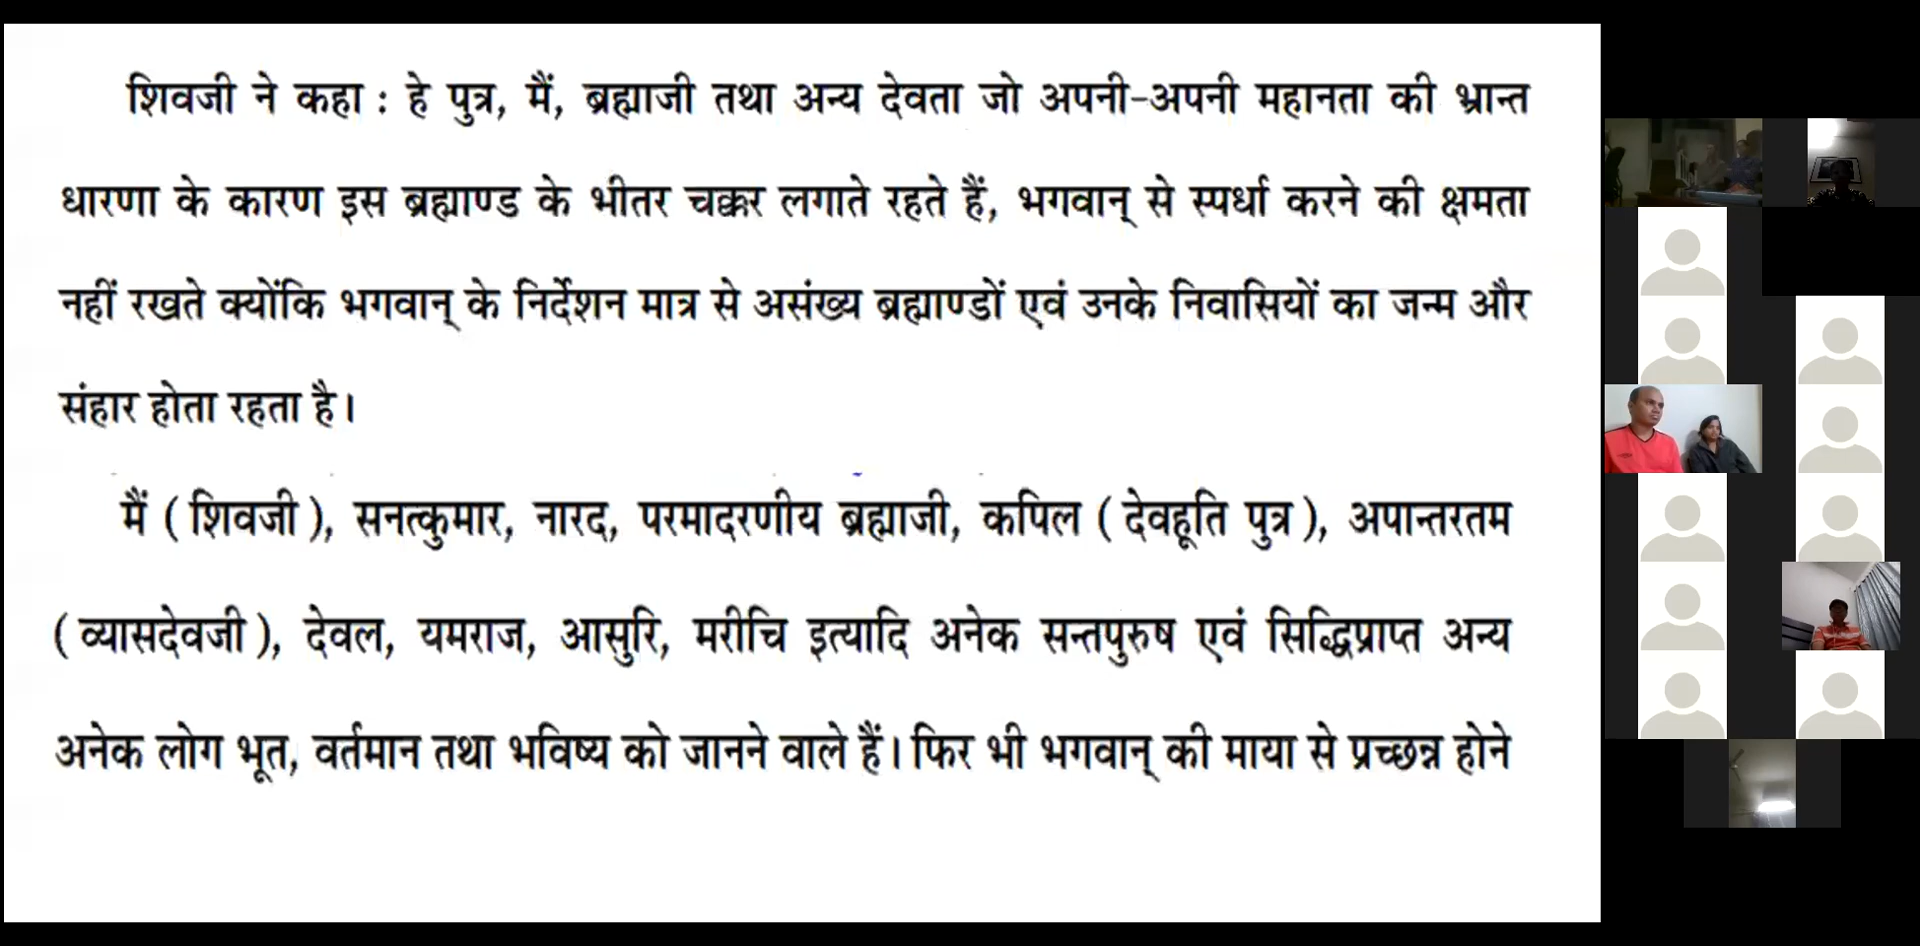 शिवजी ने कहा : हे पुत्र, मैं, ब्रह्माजी तथा अन्य देवता जो अपनी-अपनी महानता की भ्रान्त
धारणा के कारण इस ब्रह्माण्ड के भीतर चक्कर लगाते रहते हैं, भगवान् से स्पर्धा करने की क्षमता
नहीं रखते क्योंकि भगवान् के निर्देशन मात्र से असंख्य ब्रह्माण्डों एवं उनके निवासियों का जन्म और
संहार होता रहता है।
मैं ( शिवजी ), सनत्कुमार, नारद, परमादरणीय ब्रह्माजी, कपिल ( देवहूति पुत्र ), अपान्तरतम
( व्यासदेवजी ), देवल, यमराज, आसुरि, मरीचि इत्यादि अनेक सन्तपुरुष एवं सिद्धिप्राप्त अन्य
अनेक लोग भूत, वर्तमान तथा भविष्य को जानने वाले हैं। फिर भी भगवान् की माया से प्रच्छन्न होने